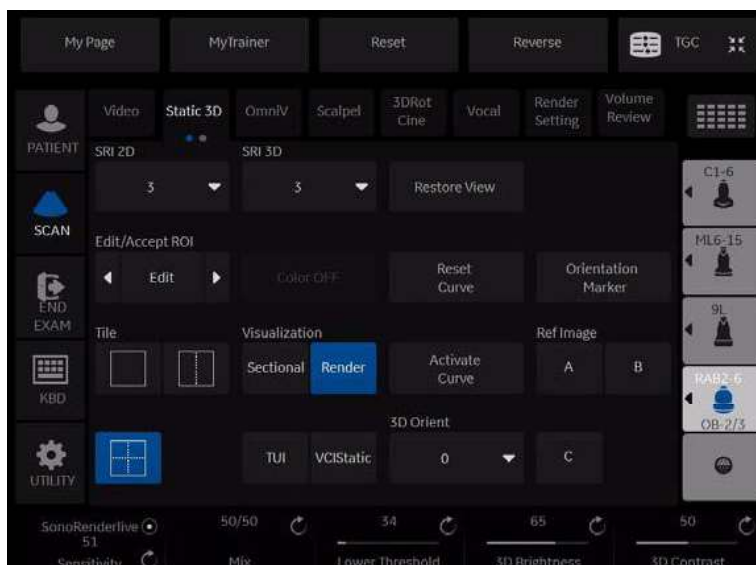 My Page MyTrainer Reset Reverse TGC
PATIENT
SCAN
END
EXAM
KBD
UTILITY
Video Static 3D OmniV Scalpel 3DRot
Cine Vocal Render
Setting Volume
Review
SRI 2D SRI 3D
3 3 Restore View
Edit/Accept ROI
Edit Color OFF Reset
Curve Orientation
Marker
Tile Visualization Ref Image
Sectional Render Activate
Curve A B
3D Orient
TUI VCIStatic 0 C
C1-6
ML6-15
9L
RAB2-6
OB-2/3
SonoRenderlive 50/50 34 65 50
51
Sensitivity Mix Lower Threshold 3D Brightness 3D Contrast